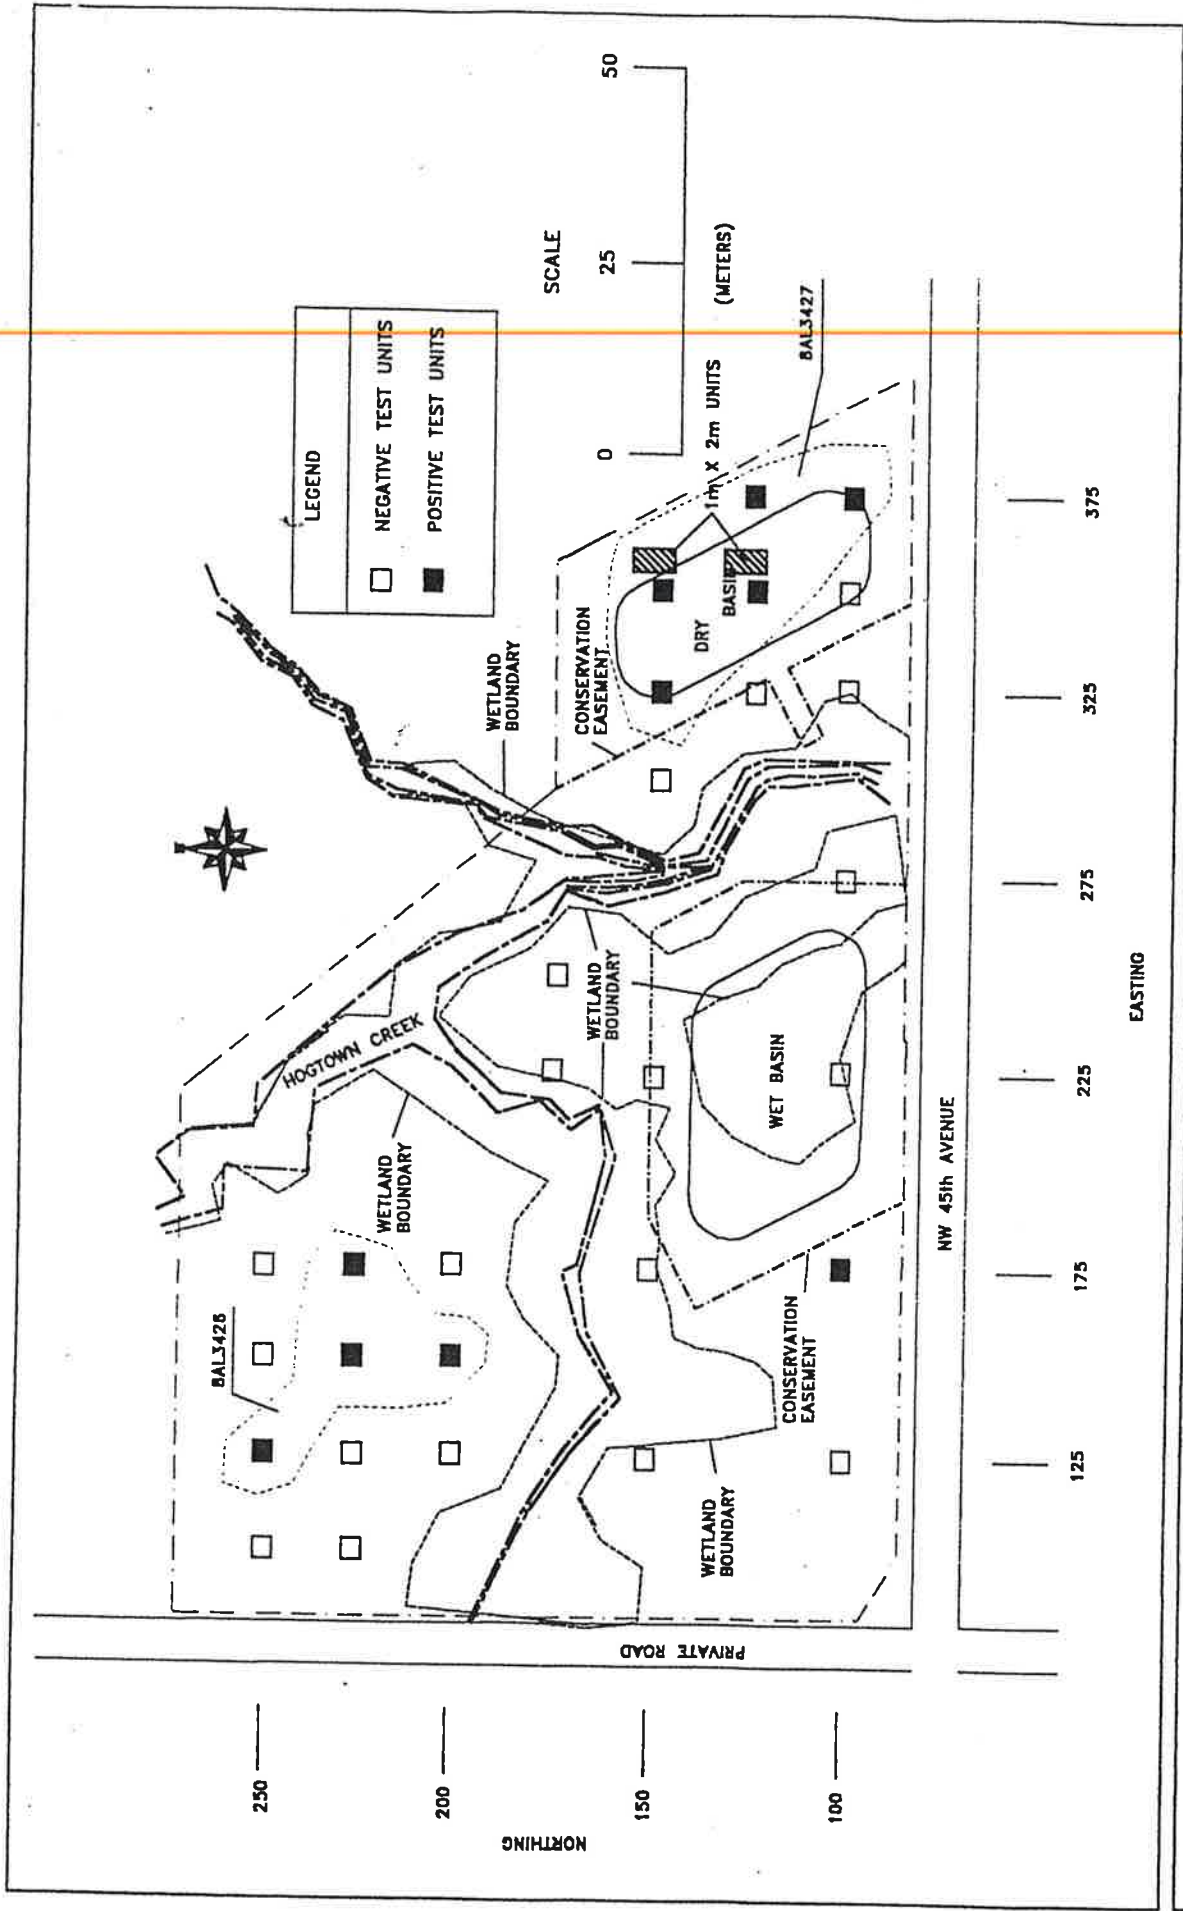 LEGEND
NEGATIVE TEST UNITS
POSITIVE TEST UNITS
SCALE
0 25 50
(METERS)
HOGTOWN CREEK
WETLAND
BOUNDARY
WETLAND
BOUNDARY
CONSERVATION
EASEMENT
8AL3426
WETLAND
BOUNDARY
DRY
BASIN
1m X 2m UNITS
8AL3427
WET BASIN
CONSERVATION
EASEMENT
WETLAND
BOUNDARY
PRIVATE ROAD
NW 45th AVENUE
NORTHING
250
200
150
100
125 175 225 275 325 375
EASTING